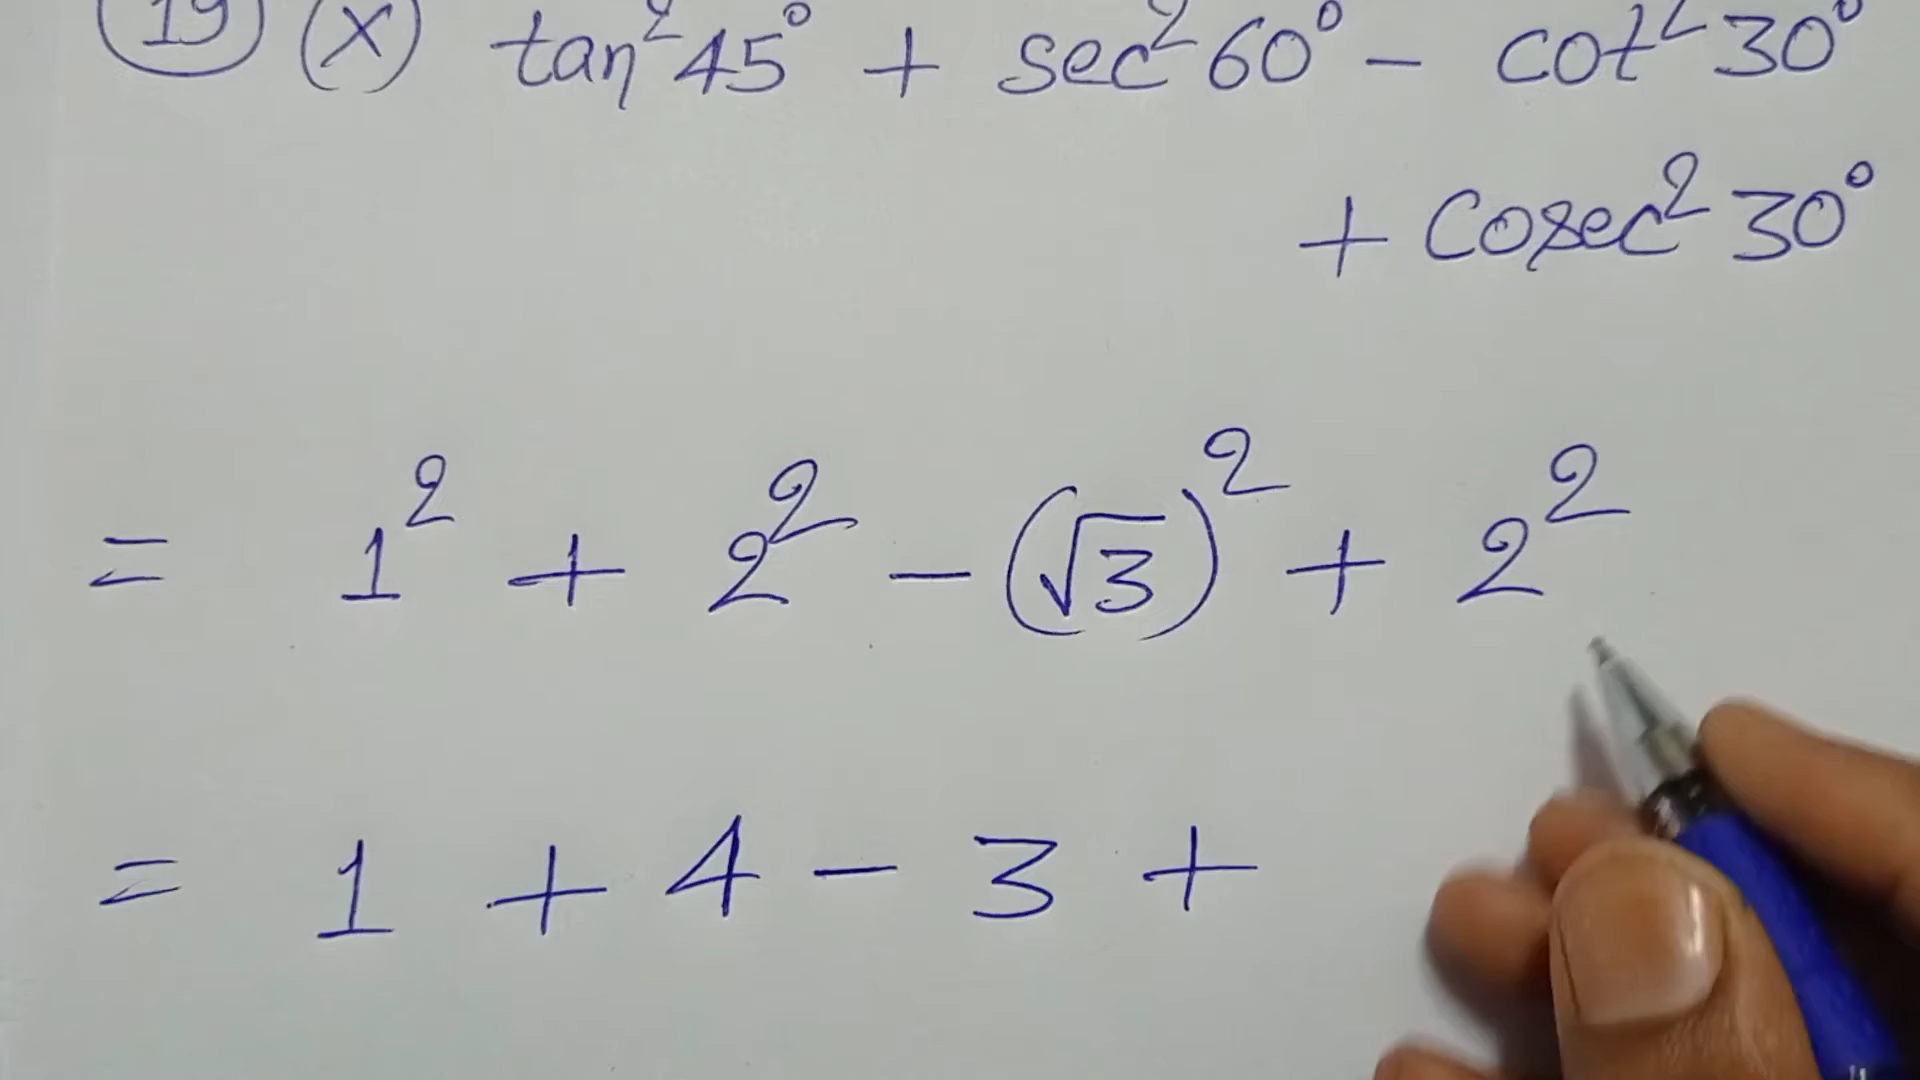 19 (x) tan²45° + sec²60° - cot²30°
+ Cosec²30°
= 1² + 2² - (√3)² + 2²
= 1 + 4 - 3 +